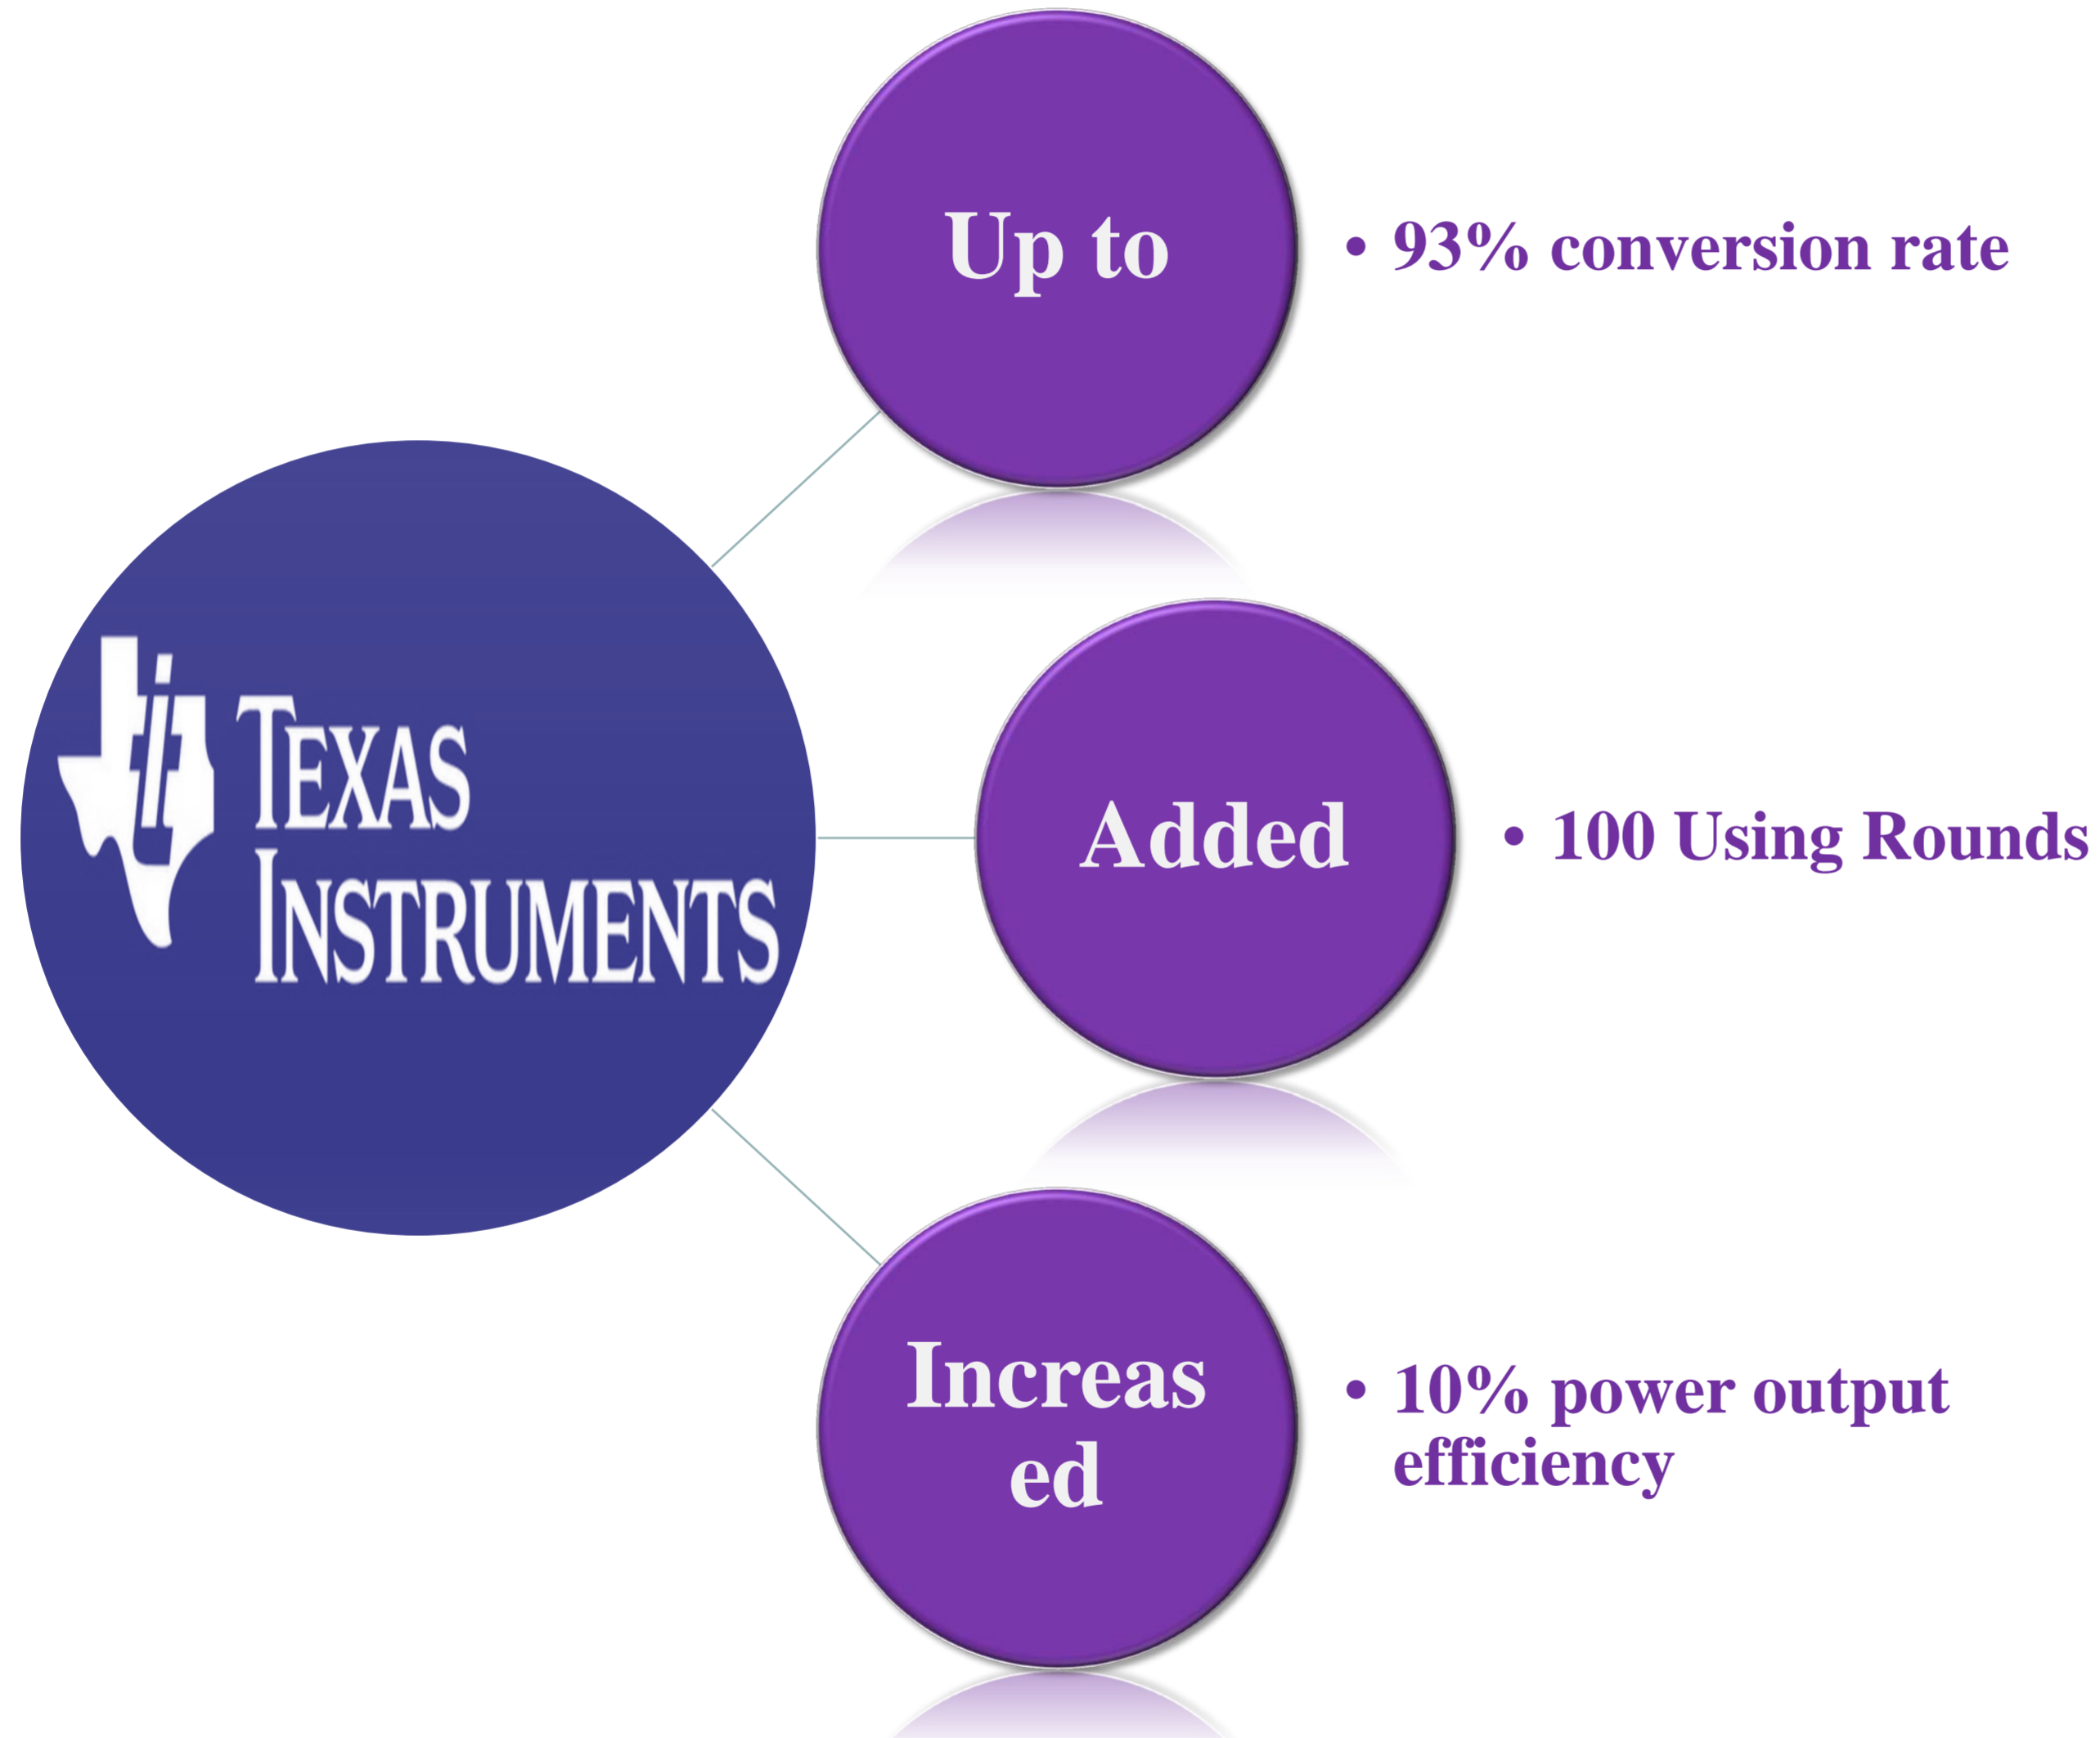 Up to
• 93% conversion rate
TEXAS
INSTRUMENTS
Added
• 100 Using Rounds
Increas
ed
• 10% power output
efficiency